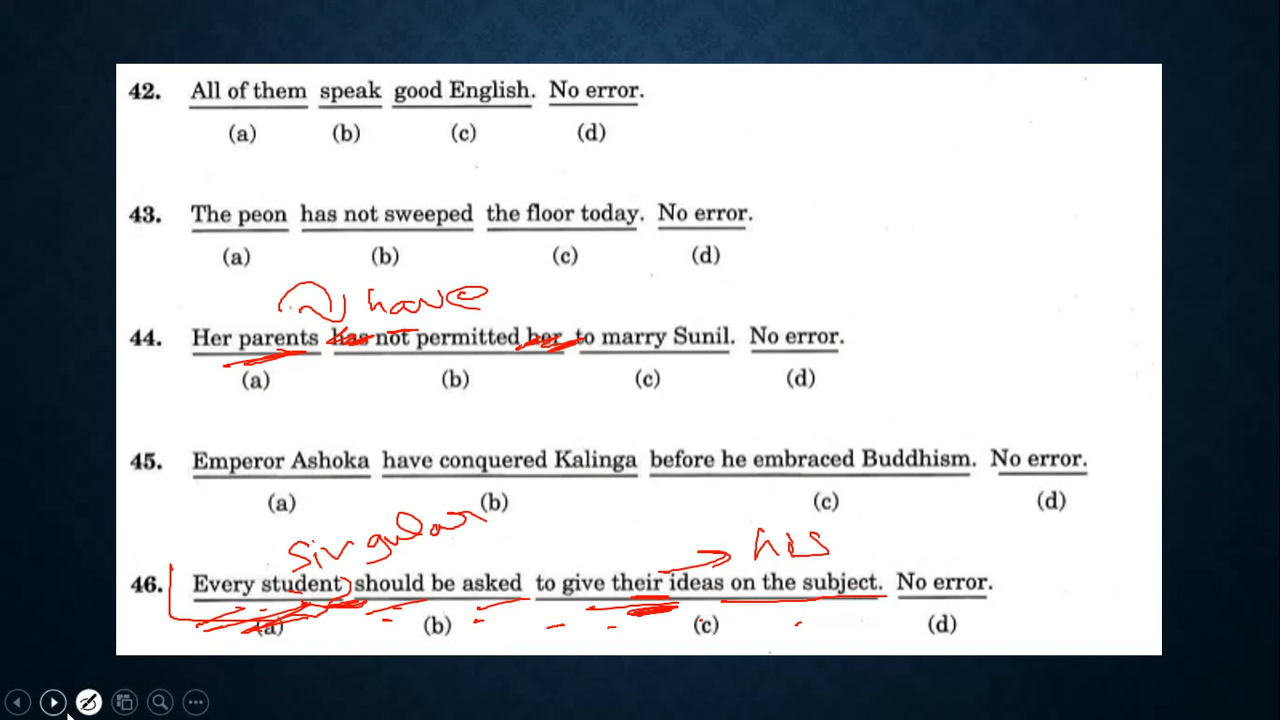 42. All of them speak good English. No error.
(a) (b) (c) (d)
43. The peon has not sweeped the floor today. No error.
(a) (b) (c) (d)
have
44. Her parents has not permitted her to marry Sunil. No error.
(a) (b) (c) (d)
45. Emperor Ashoka have conquered Kalinga before he embraced Buddhism. No error.
(a) (b) (c) (d)
singular his
46. Every student should be asked to give their ideas on the subject. No error.
(a) (b) (c) (d)